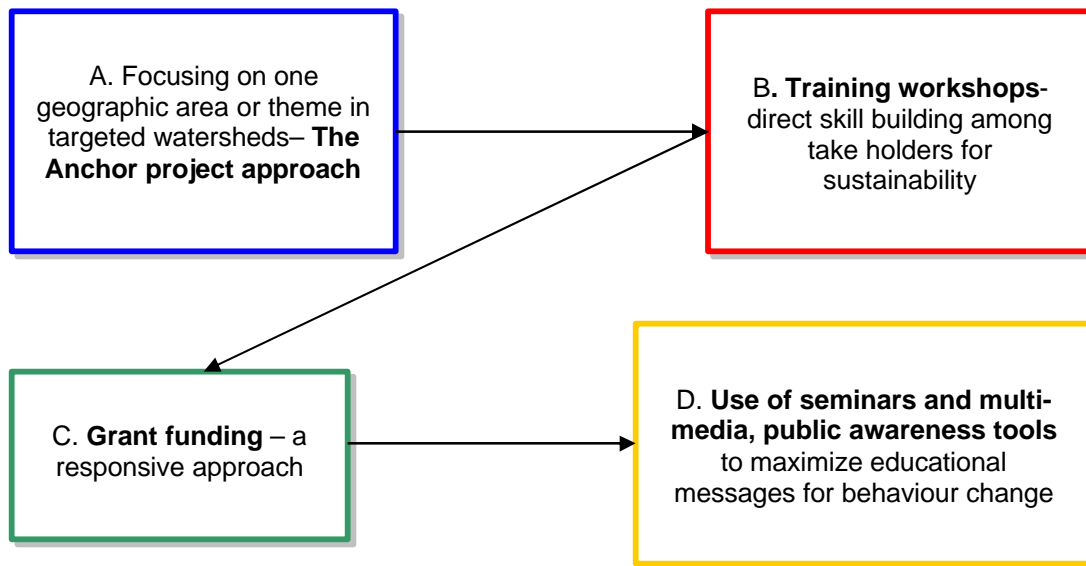 A. Focusing on one
geographic area or theme in
targeted watersheds– The
Anchor project approach
B. Training workshops-
direct skill building among
take holders for
sustainability
C. Grant funding – a
responsive approach
D. Use of seminars and multi-
media, public awareness tools
to maximize educational
messages for behaviour change